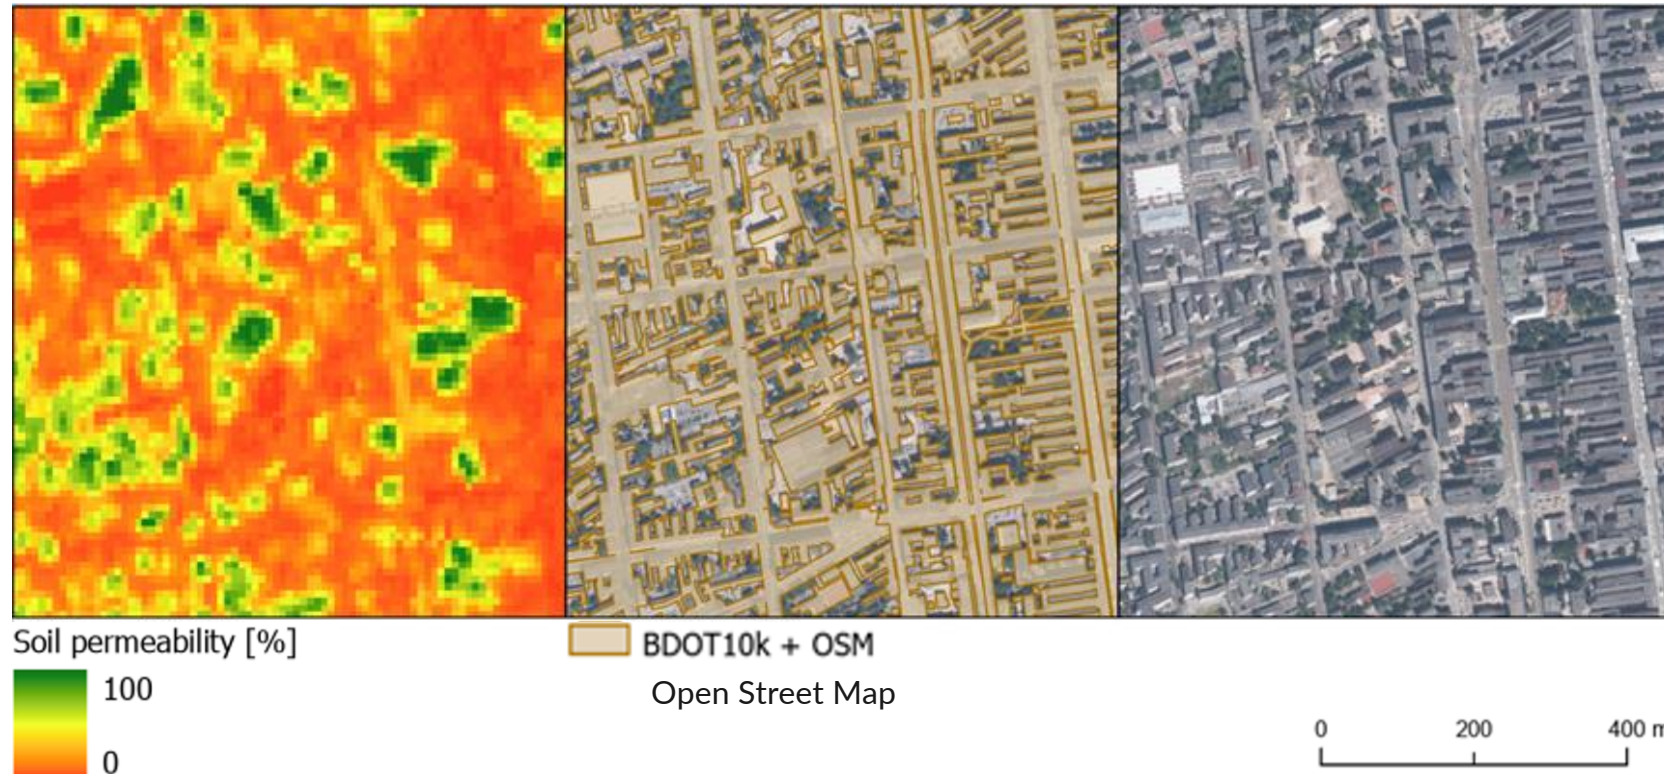 Soil permeability [%]
100
0
BDOT10k + OSM
Open Street Map
0 200 400 m